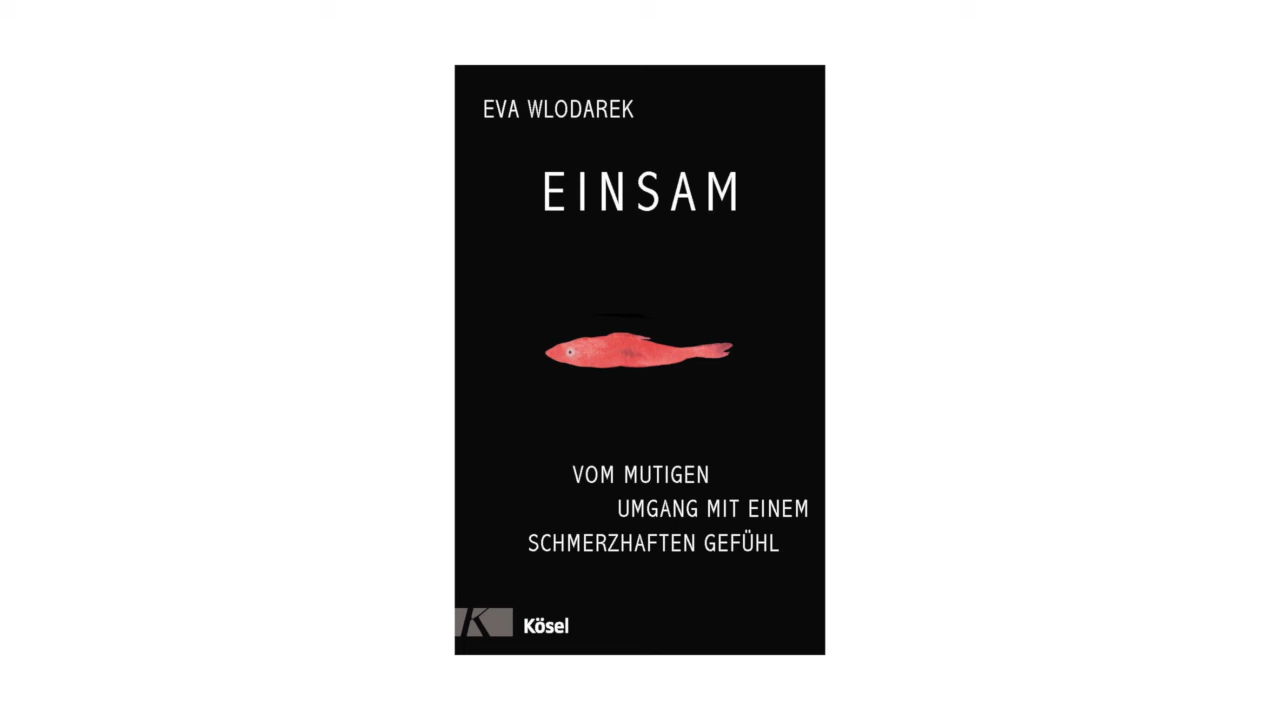 EVA WLODAREK
EINSAM
VOM MUTIGEN
UMGANG MIT EINEM
SCHMERZHAFTEN GEFÜHL
K
Kösel